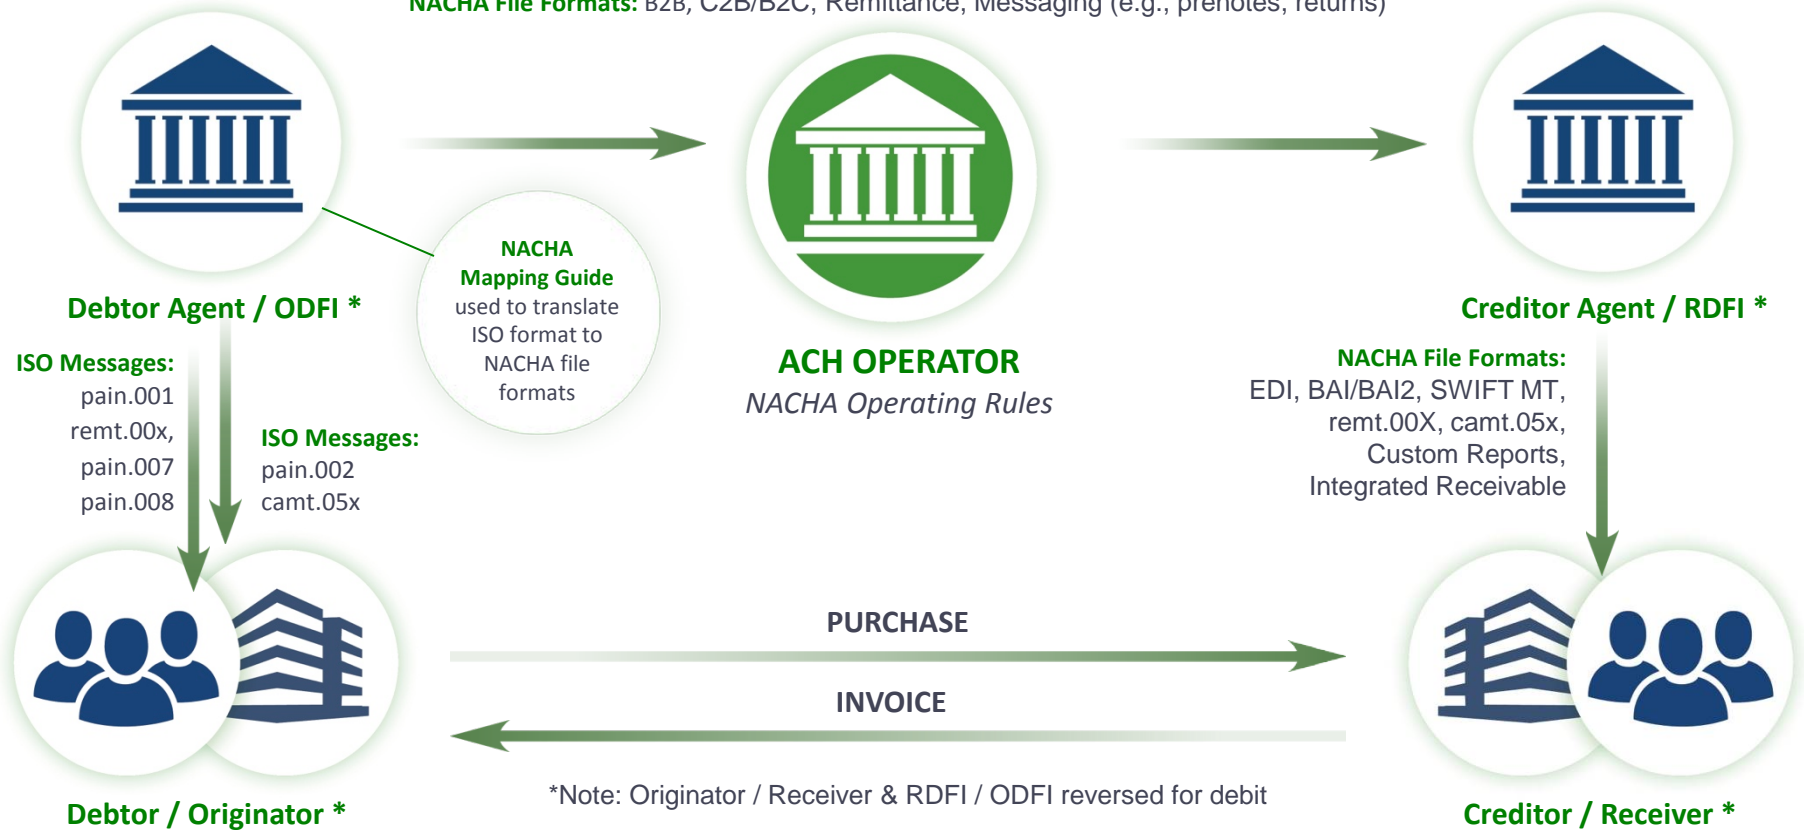 NACHA File Formats: B2B, C2B/B2C, Remittance, Messaging (e.g., prenotes, returns)
NACHA
Mapping Guide
used to translate
ISO format to
NACHA file
formats
Debtor Agent / ODFI *
Creditor Agent / RDFI *
ACH OPERATOR
NACHA Operating Rules
ISO Messages:
pain.001
remt.00x,
pain.007
pain.008
ISO Messages:
pain.002
camt.05x
NACHA File Formats:
EDI, BAI/BAI2, SWIFT MT,
remt.00X, camt.05x,
Custom Reports,
Integrated Receivable
PURCHASE
INVOICE
*Note: Originator / Receiver & RDFI / ODFI reversed for debit
Debtor / Originator *
Creditor / Receiver *